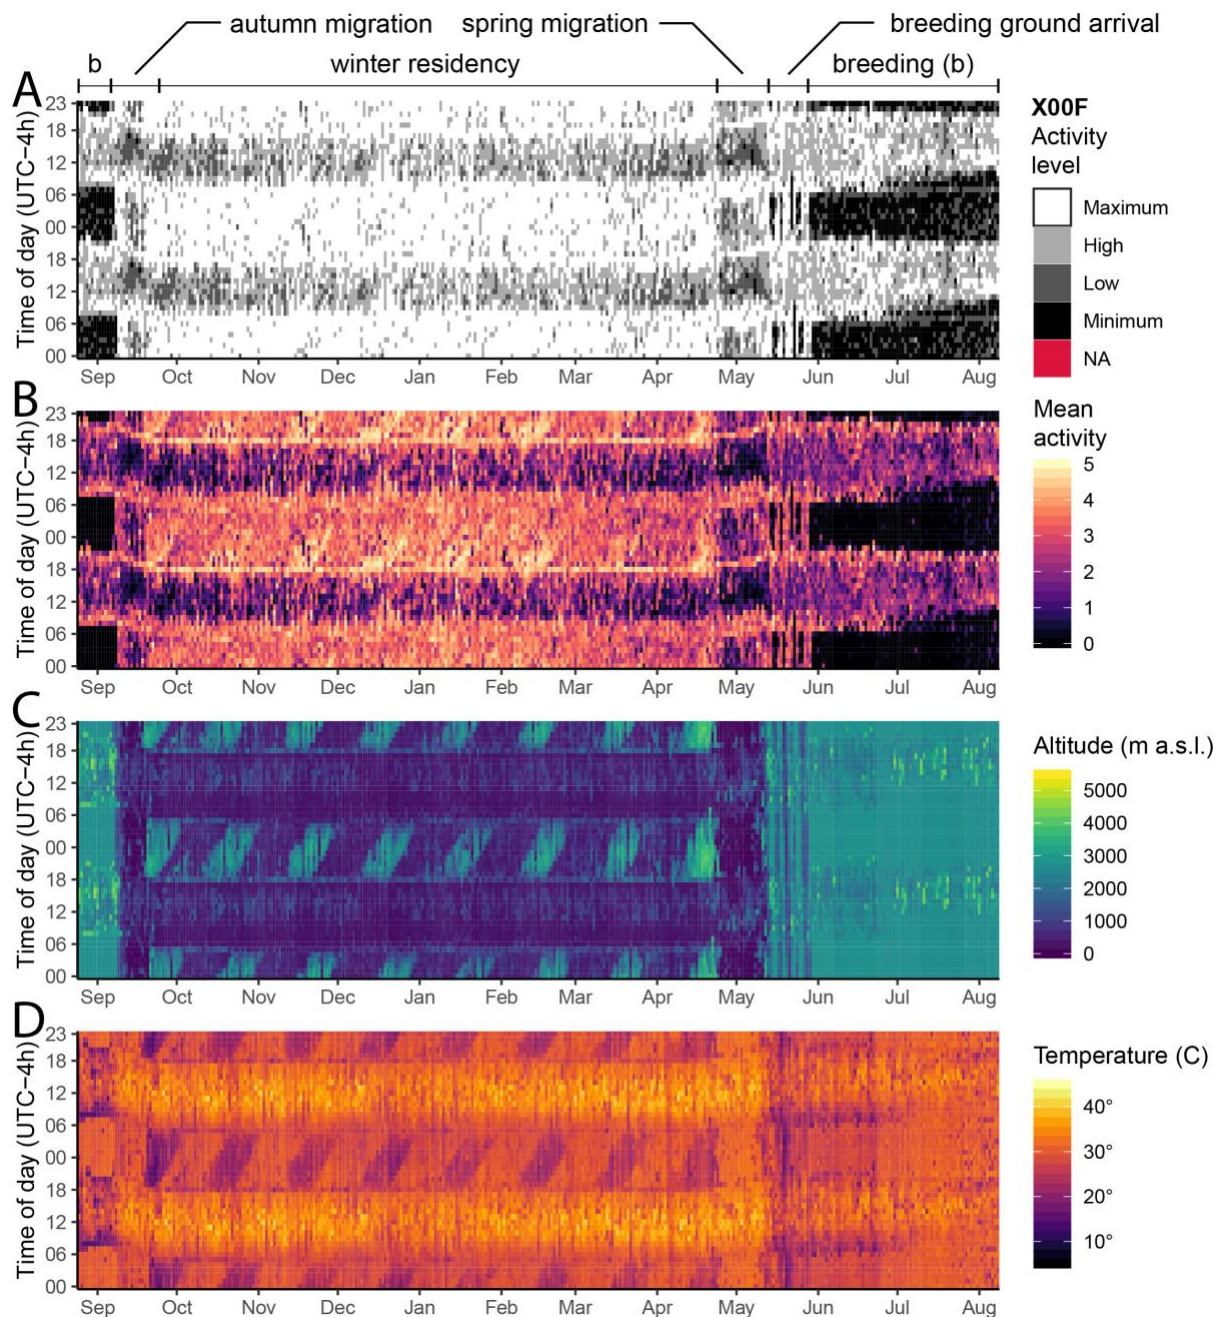 autumn migration spring migration breeding ground arrival
b winter residency breeding (b)
A
Time of day (UTC−4h)
23
18
12
06
00
18
12
06
00
Sep Oct Nov Dec Jan Feb Mar Apr May Jun Jul Aug
X00F
Activity
level
Maximum
High
Low
Minimum
NA
B
Time of day (UTC−4h)
23
18
12
06
00
18
12
06
00
Sep Oct Nov Dec Jan Feb Mar Apr May Jun Jul Aug
Mean
activity
5
4
3
2
1
0
C
Time of day (UTC−4h)
23
18
12
06
00
18
12
06
00
Sep Oct Nov Dec Jan Feb Mar Apr May Jun Jul Aug
Altitude (m a.s.l.)
5000
4000
3000
2000
1000
0
D
Time of day (UTC−4h)
23
18
12
06
00
18
12
06
00
Sep Oct Nov Dec Jan Feb Mar Apr May Jun Jul Aug
Temperature (C)
40°
30°
20°
10°